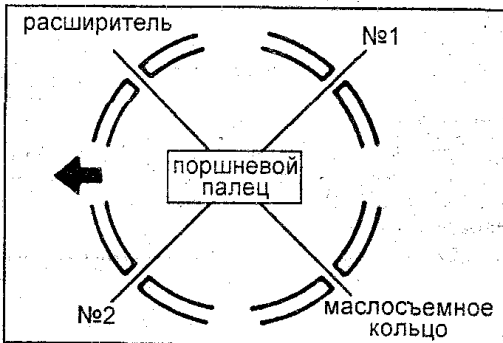 расширитель
№1
поршневой
палец
№2
маслосъемное
кольцо